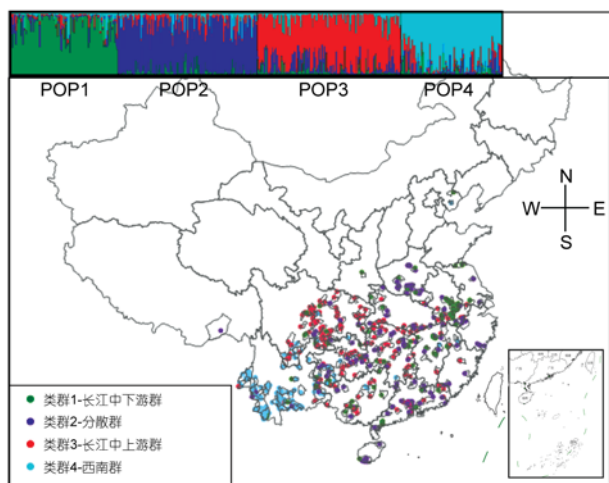 POP1 POP2 POP3 POP4
N
W E
S
类群1-长江中下游群
类群2-分散群
类群3-长江中上游群
类群4-西南群